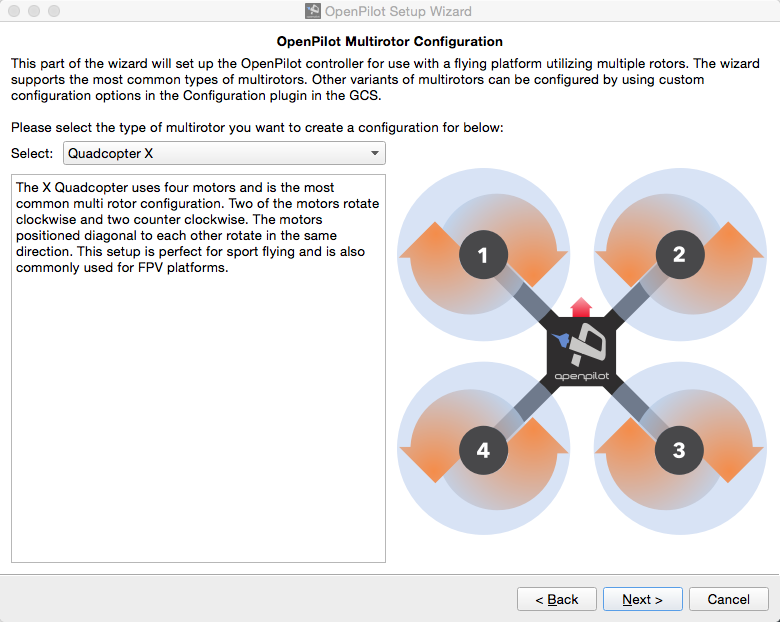 OpenPilot Setup Wizard
OpenPilot Multirotor Configuration
This part of the wizard will set up the OpenPilot controller for use with a flying platform utilizing multiple rotors. The wizard
supports the most common types of multirotors. Other variants of multirotors can be configured by using custom
configuration options in the Configuration plugin in the GCS.
Please select the type of multirotor you want to create a configuration for below:
Select: Quadcopter X
The X Quadcopter uses four motors and is the most
common multi rotor configuration. Two of the motors rotate
clockwise and two counter clockwise. The motors
positioned diagonal to each other rotate in the same
direction. This setup is perfect for sport flying and is also
commonly used for FPV platforms.
1 2
openpilot
4 3
< Back Next > Cancel